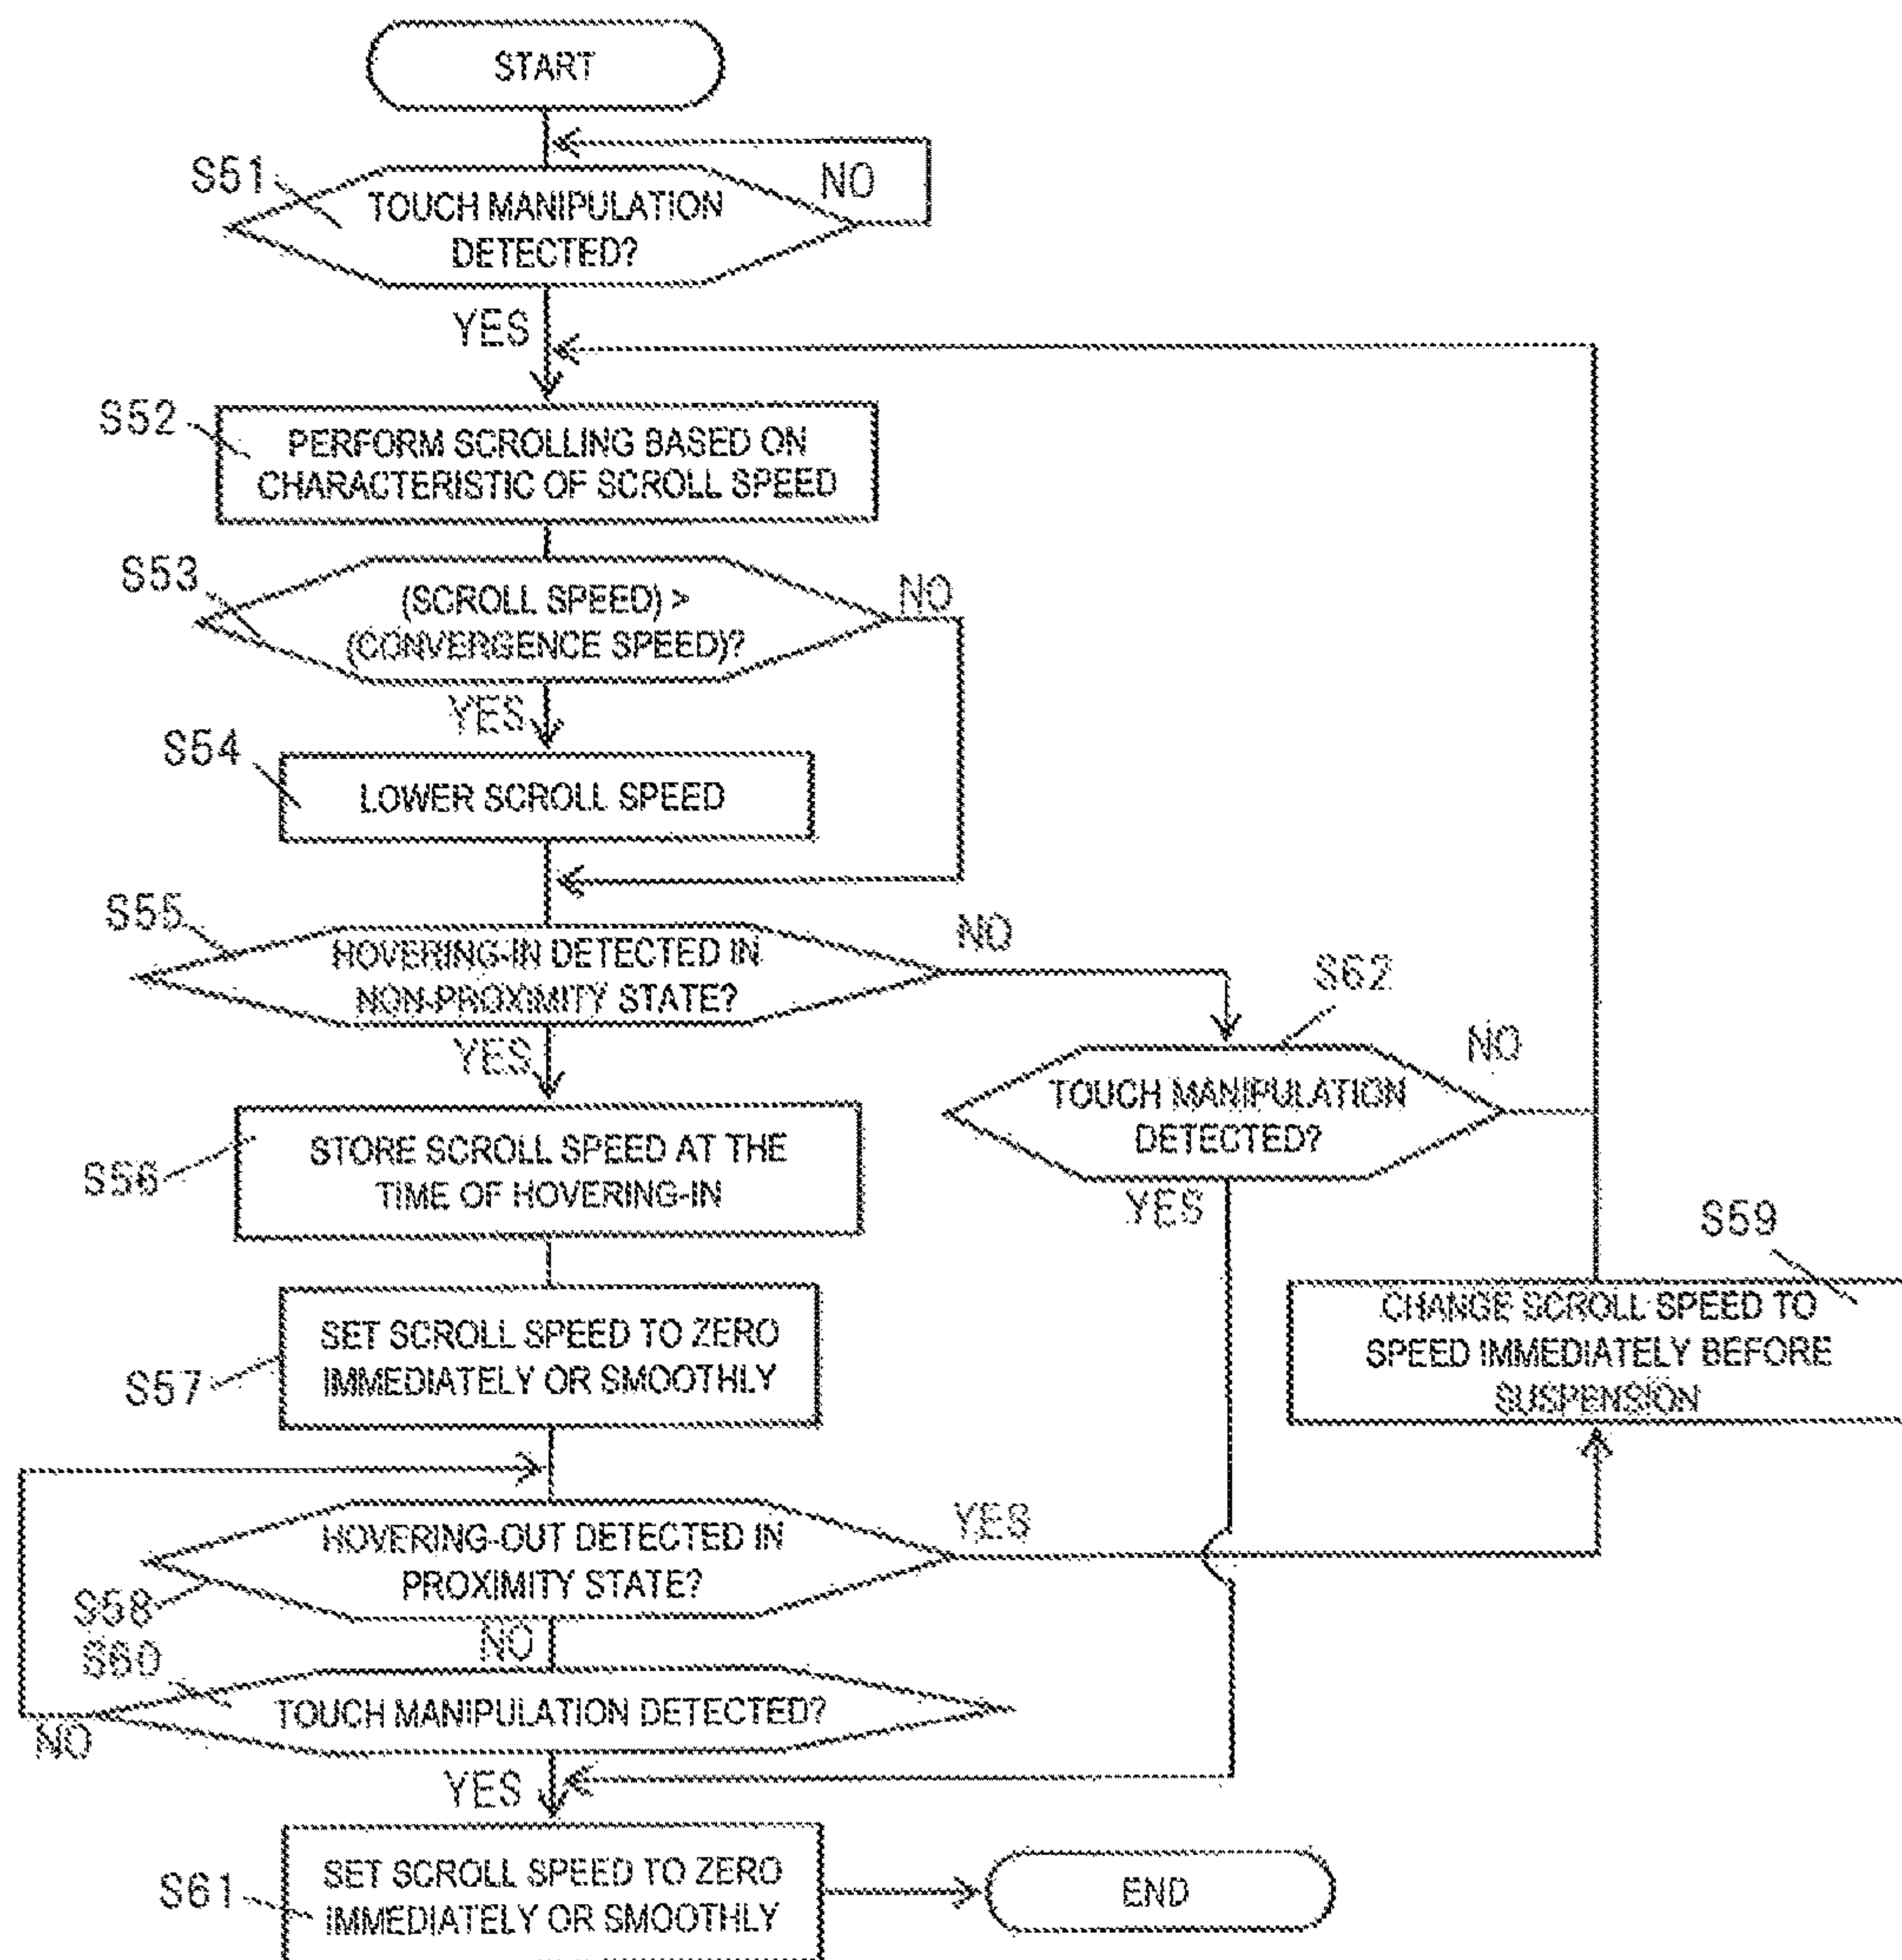 START
S51
TOUCH MANIPULATION
DETECTED?
NO
YES
S52
PERFORM SCROLLING BASED ON
CHARACTERISTIC OF SCROLL SPEED
S53
(SCROLL SPEED) >
(CONVERGENCE SPEED)?
NO
YES
S54
LOWER SCROLL SPEED
S55
HOVERING-IN DETECTED IN
NON-PROXIMITY STATE?
NO
YES
S62
TOUCH MANIPULATION
DETECTED?
NO
YES
S56
STORE SCROLL SPEED AT THE
TIME OF HOVERING-IN
S57
SET SCROLL SPEED TO ZERO
IMMEDIATELY OR SMOOTHLY
S59
CHANGE SCROLL SPEED TO
SPEED IMMEDIATELY BEFORE
SUSPENSION
S58
HOVERING-OUT DETECTED IN
PROXIMITY STATE?
YES
NO
S60
TOUCH MANIPULATION DETECTED?
NO
YES
S61
SET SCROLL SPEED TO ZERO
IMMEDIATELY OR SMOOTHLY
END